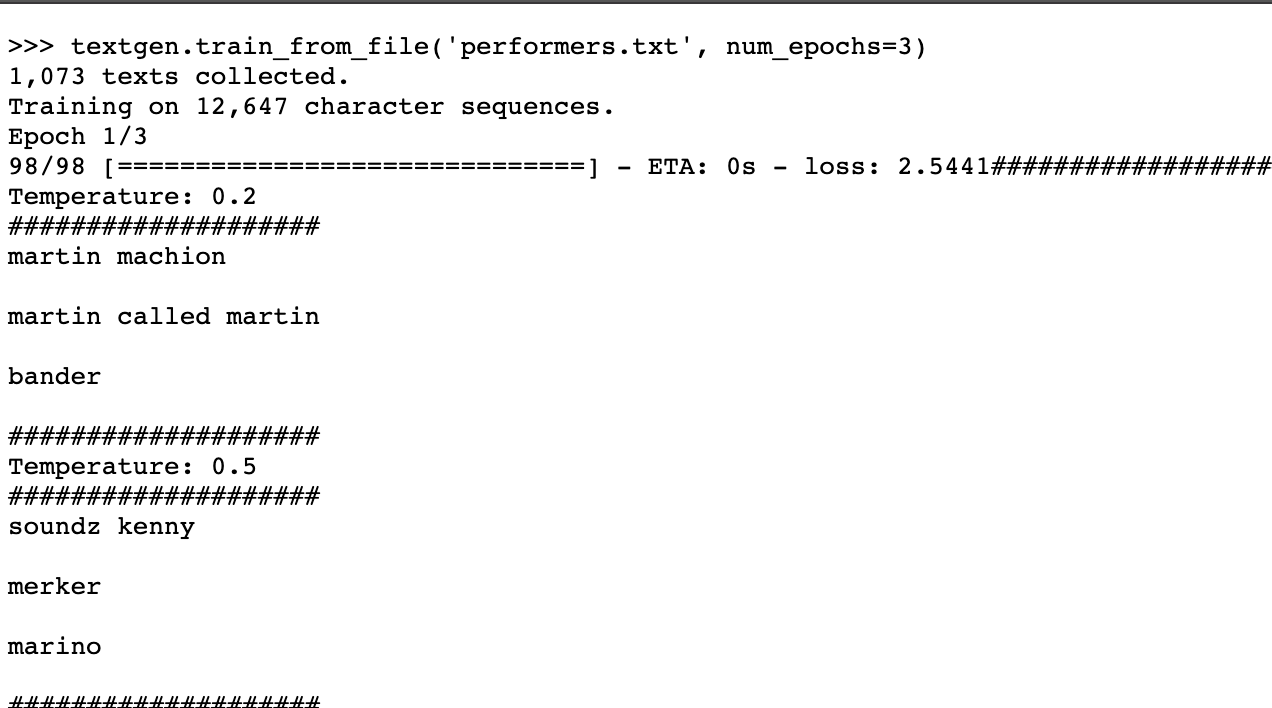 >>> textgen.train_from_file('performers.txt', num_epochs=3)
1,073 texts collected.
Training on 12,647 character sequences.
Epoch 1/3
98/98 [==============================] - ETA: 0s - loss: 2.5441##################
Temperature: 0.2
####################
martin machion
martin called martin
bander
####################
Temperature: 0.5
####################
soundz kenny
merker
marino
####################